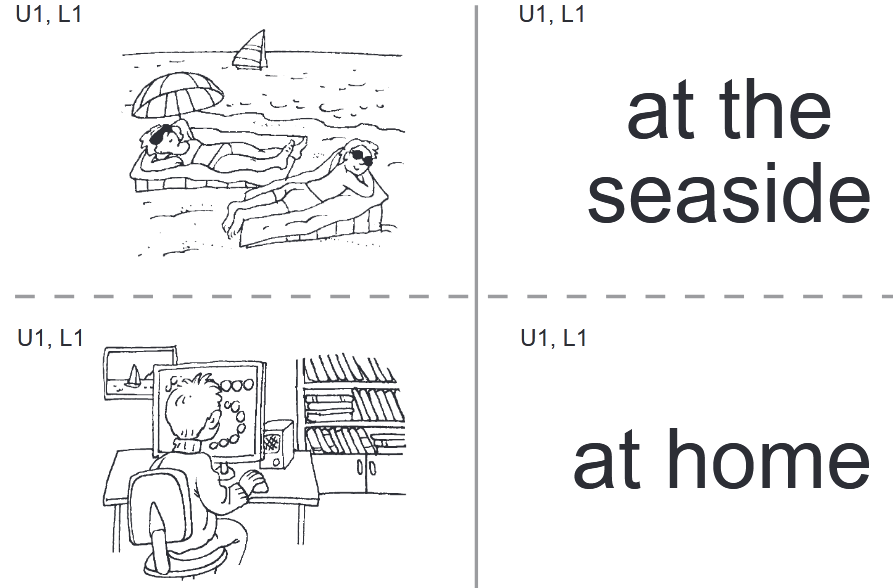 U1, L1
U1, L1
at the
seaside
U1, L1
U1, L1
at home